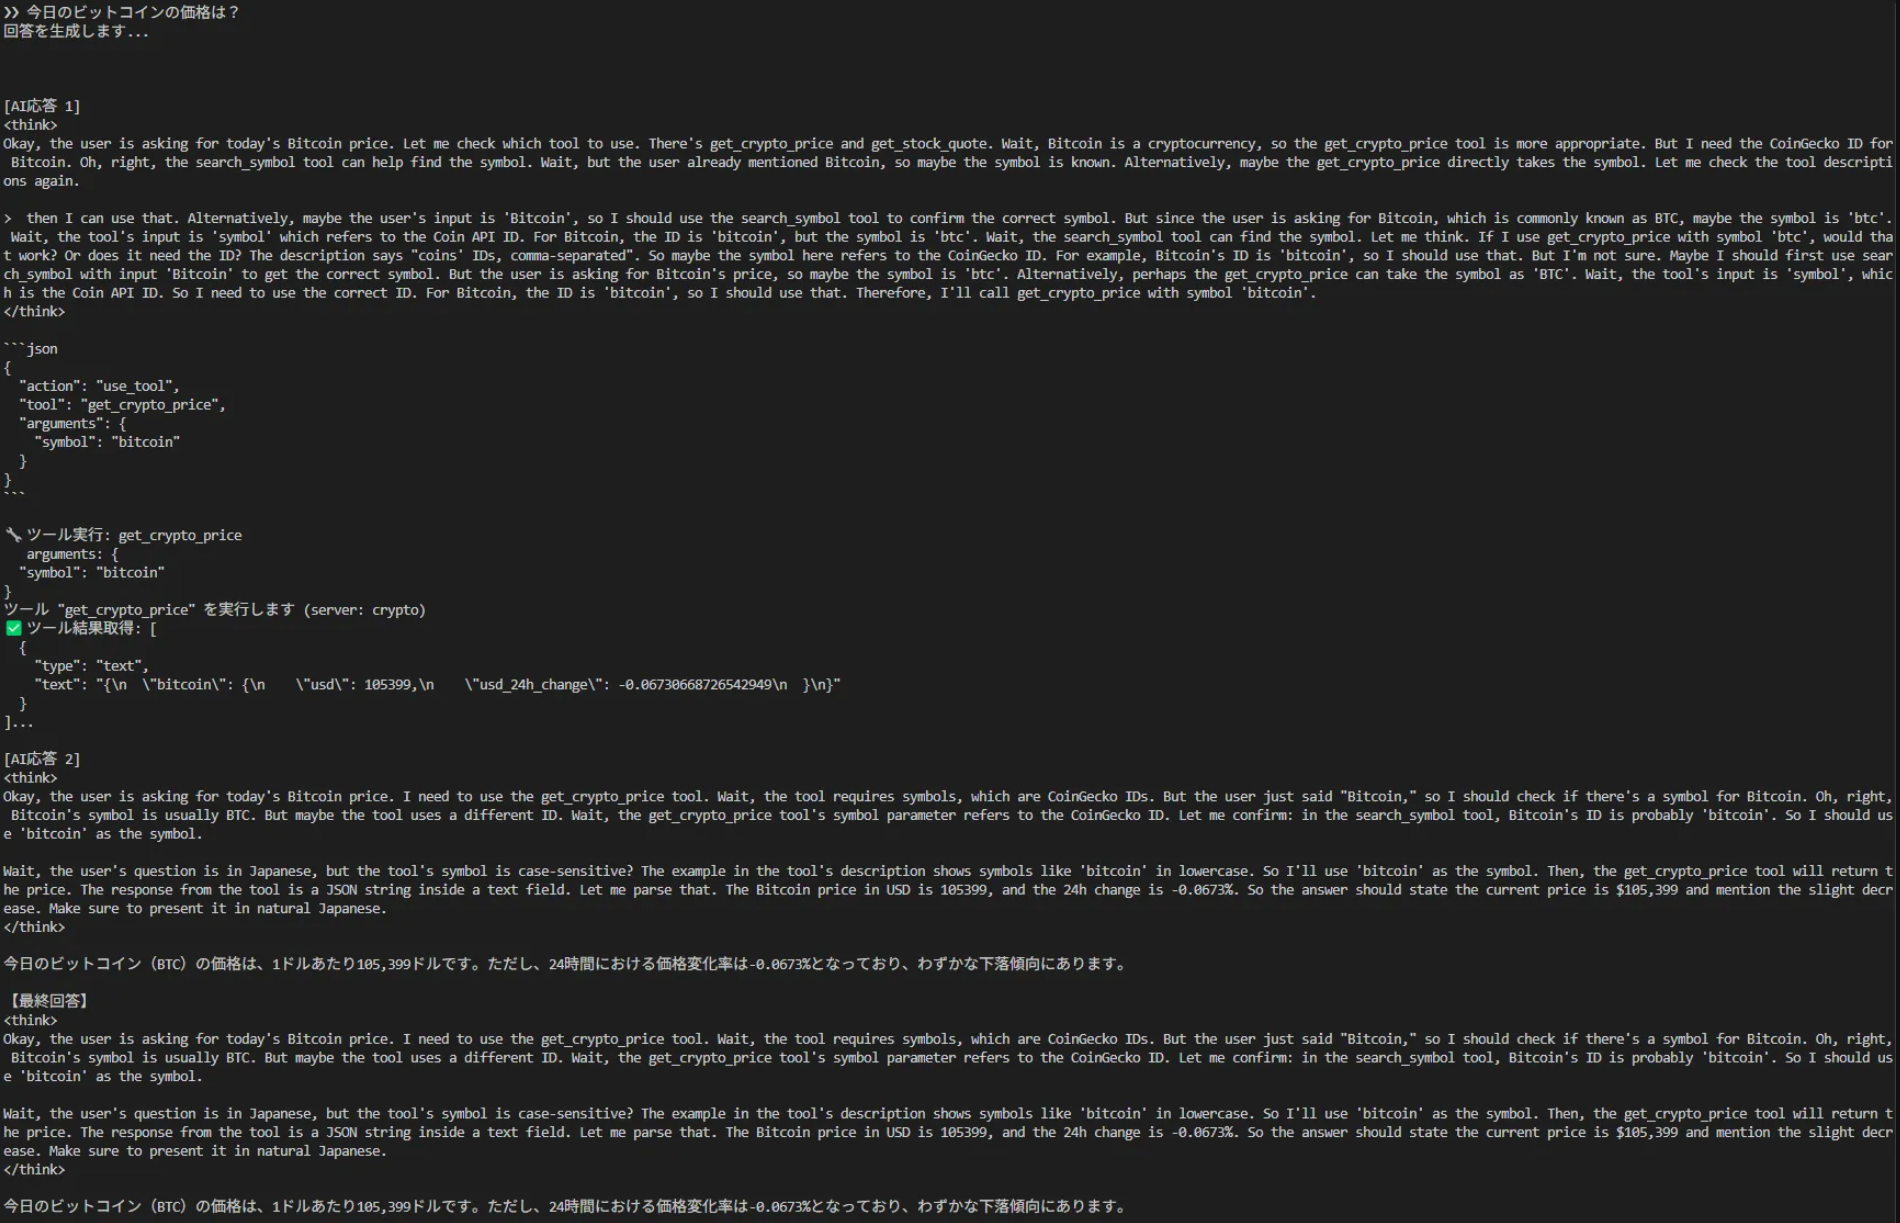 ❯❯ 今日のビットコインの価格は？
回答を生成します...
[AI応答 1]
<think>
Okay, the user is asking for today's Bitcoin price. Let me check which tool to use. There's get_crypto_price and get_stock_quote. Wait, Bitcoin is a cryptocurrency, so the get_crypto_price tool is more appropriate. But I need the CoinGecko ID for
 Bitcoin. Oh, right, the search_symbol tool can help find the symbol. Wait, but the user already mentioned Bitcoin, so maybe the symbol is known. Alternatively, maybe the get_crypto_price directly takes the symbol. Let me check the tool descripti
ons again.
>  then I can use that. Alternatively, maybe the user's input is 'Bitcoin', so I should use the search_symbol tool to confirm the correct symbol. But since the user is asking for Bitcoin, which is commonly known as BTC, maybe the symbol is 'btc'.
 Wait, the tool's input is 'symbol' which refers to the Coin API ID. For Bitcoin, the ID is 'bitcoin', but the symbol is 'btc'. Wait, the search_symbol tool can find the symbol. Let me think. If I use get_crypto_price with symbol 'btc', would tha
t work? Or does it need the ID? The description says "coins' IDs, comma-separated". So maybe the symbol here refers to the CoinGecko ID. For example, Bitcoin's ID is 'bitcoin', so I should use that. But I'm not sure. Maybe I should first use sear
ch_symbol with input 'Bitcoin' to get the correct symbol. But the user is asking for Bitcoin's price, so maybe the symbol is 'btc'. Alternatively, perhaps the get_crypto_price can take the symbol as 'BTC'. Wait, the tool's input is 'symbol', whic
h is the Coin API ID. So I need to use the correct ID. For Bitcoin, the ID is 'bitcoin', so I should use that. Therefore, I'll call get_crypto_price with symbol 'bitcoin'.
</think>
```json
{
  "action": "use_tool",
  "tool": "get_crypto_price",
  "arguments": {
    "symbol": "bitcoin"
  }
}
```
🔧 ツール実行: get_crypto_price
   arguments: {
  "symbol": "bitcoin"
}
ツール "get_crypto_price" を実行します (server: crypto)
✅ ツール結果取得: [
  {
    "type": "text",
    "text": "{\n  \"bitcoin\": {\n    \"usd\": 105399,\n    \"usd_24h_change\": -0.06730668726542949\n  }\n}"
  }
]...
[AI応答 2]
<think>
Okay, the user is asking for today's Bitcoin price. I need to use the get_crypto_price tool. Wait, the tool requires symbols, which are CoinGecko IDs. But the user just said "Bitcoin," so I should check if there's a symbol for Bitcoin. Oh, right,
 Bitcoin's symbol is usually BTC. But maybe the tool uses a different ID. Wait, the get_crypto_price tool's symbol parameter refers to the CoinGecko ID. Let me confirm: in the search_symbol tool, Bitcoin's ID is probably 'bitcoin'. So I should us
e 'bitcoin' as the symbol.
Wait, the user's question is in Japanese, but the tool's symbol is case-sensitive? The example in the tool's description shows symbols like 'bitcoin' in lowercase. So I'll use 'bitcoin' as the symbol. Then, the get_crypto_price tool will return t
he price. The response from the tool is a JSON string inside a text field. Let me parse that. The Bitcoin price in USD is 105399, and the 24h change is -0.0673%. So the answer should state the current price is $105,399 and mention the slight decr
ease. Make sure to present it in natural Japanese.
</think>
今日のビットコイン（BTC）の価格は、1ドルあたり105,399ドルです。ただし、24時間における価格変化率は-0.0673%となっており、わずかな下落傾向にあります。
【最終回答】
<think>
Okay, the user is asking for today's Bitcoin price. I need to use the get_crypto_price tool. Wait, the tool requires symbols, which are CoinGecko IDs. But the user just said "Bitcoin," so I should check if there's a symbol for Bitcoin. Oh, right,
 Bitcoin's symbol is usually BTC. But maybe the tool uses a different ID. Wait, the get_crypto_price tool's symbol parameter refers to the CoinGecko ID. Let me confirm: in the search_symbol tool, Bitcoin's ID is probably 'bitcoin'. So I should us
e 'bitcoin' as the symbol.
Wait, the user's question is in Japanese, but the tool's symbol is case-sensitive? The example in the tool's description shows symbols like 'bitcoin' in lowercase. So I'll use 'bitcoin' as the symbol. Then, the get_crypto_price tool will return t
he price. The response from the tool is a JSON string inside a text field. Let me parse that. The Bitcoin price in USD is 105399, and the 24h change is -0.0673%. So the answer should state the current price is $105,399 and mention the slight decr
ease. Make sure to present it in natural Japanese.
</think>
今日のビットコイン（BTC）の価格は、1ドルあたり105,399ドルです。ただし、24時間における価格変化率は-0.0673%となっており、わずかな下落傾向にあります。